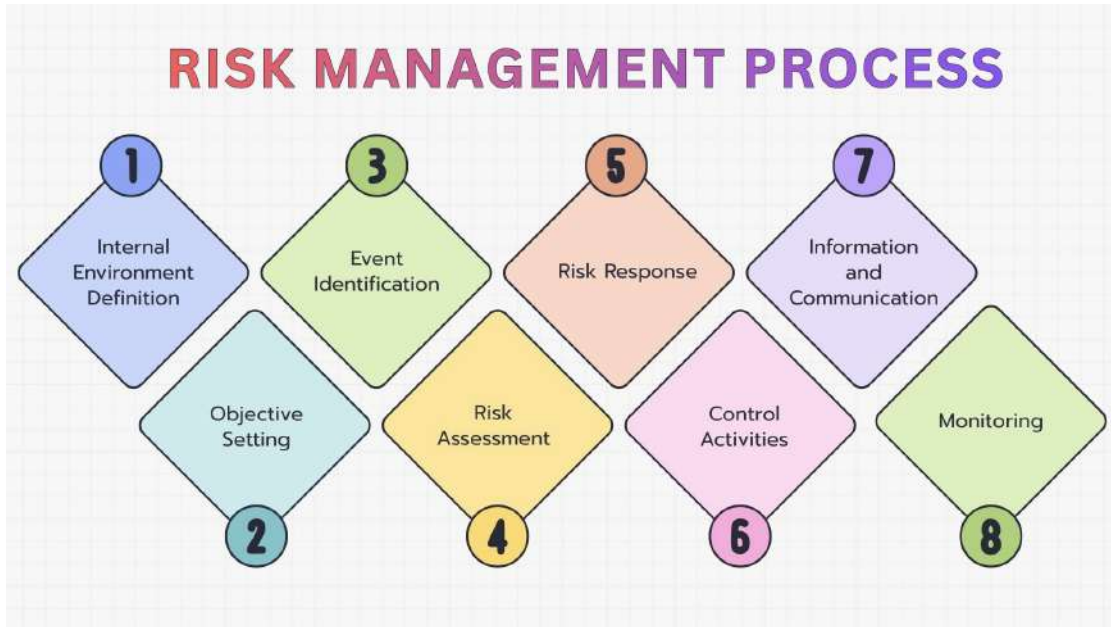 RISK MANAGEMENT PROCESS
1
Internal
Environment
Definition
2
Objective
Setting
3
Event
Identification
4
Risk
Assessment
5
Risk Response
6
Control
Activities
7
Information
and
Communication
8
Monitoring